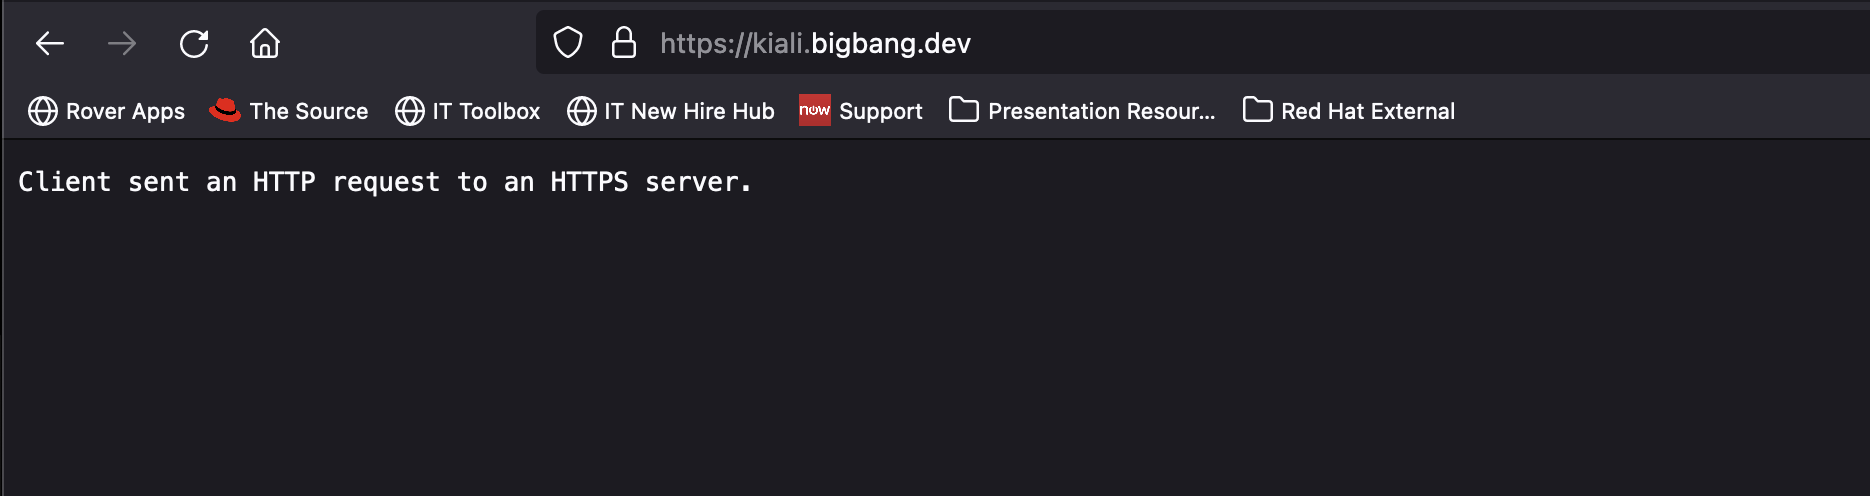 https://kiali.bigbang.dev
Rover Apps The Source IT Toolbox IT New Hire Hub now Support Presentation Resour... Red Hat External
Client sent an HTTP request to an HTTPS server.